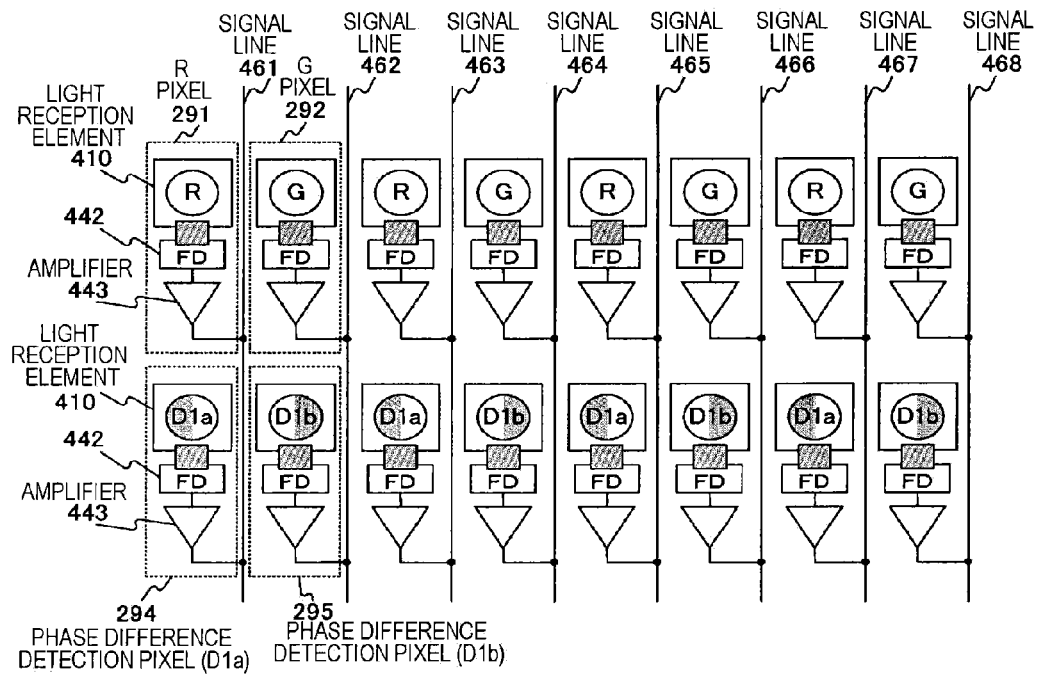 SIGNAL LINE 461
SIGNAL LINE 462
SIGNAL LINE 463
SIGNAL LINE 464
SIGNAL LINE 465
SIGNAL LINE 466
SIGNAL LINE 467
SIGNAL LINE 468
R PIXEL 291
G PIXEL 292
LIGHT RECEPTION ELEMENT 410
R G R G R G R G
442
FD FD FD FD FD FD FD FD
AMPLIFIER 443
LIGHT RECEPTION ELEMENT 410
D1a D1b D1a D1b D1a D1b D1a D1b
442
FD FD FD FD FD FD FD FD
AMPLIFIER 443
294
PHASE DIFFERENCE
DETECTION PIXEL (D1a)
295
PHASE DIFFERENCE
DETECTION PIXEL (D1b)